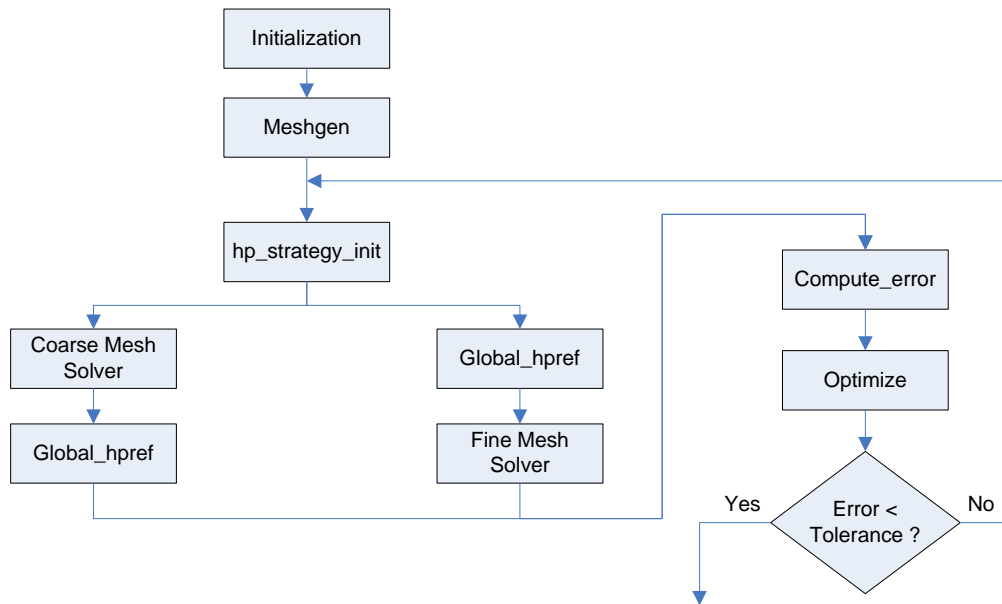 Initialization
Meshgen
hp_strategy_init
Coarse Mesh
Solver
Global_hpref
Global_hpref
Fine Mesh
Solver
Compute_error
Optimize
Error <
Tolerance ?
Yes
No